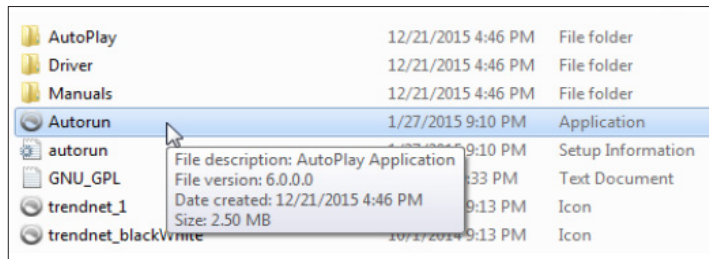 AutoPlay 12/21/2015 4:46 PM File folder
Driver 12/21/2015 4:46 PM File folder
Manuals 12/21/2015 4:46 PM File folder
Autorun 1/27/2015 9:10 PM Application
autorun 9:10 PM Setup Information
File description: AutoPlay Application
GNU_GPL :33 PM Text Document
File version: 6.0.0.0
Date created: 12/21/2015 4:46 PM
trendnet_1 9:13 PM Icon
Size: 2.50 MB
trendnet_blackWhite 10/1/2014 9:13 PM Icon